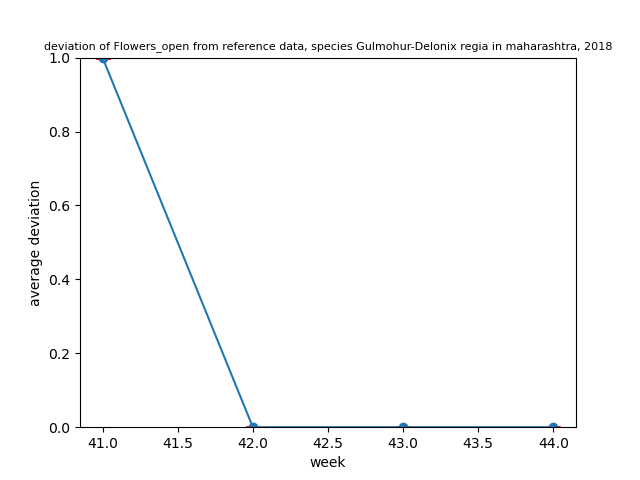 deviation of Flowers_open from reference data, species Gulmohur-Delonix regia in maharashtra, 2018
1.0
0.8
0.6
0.4
0.2
0.0
average deviation
41.0 41.5 42.0 42.5 43.0 43.5 44.0
week